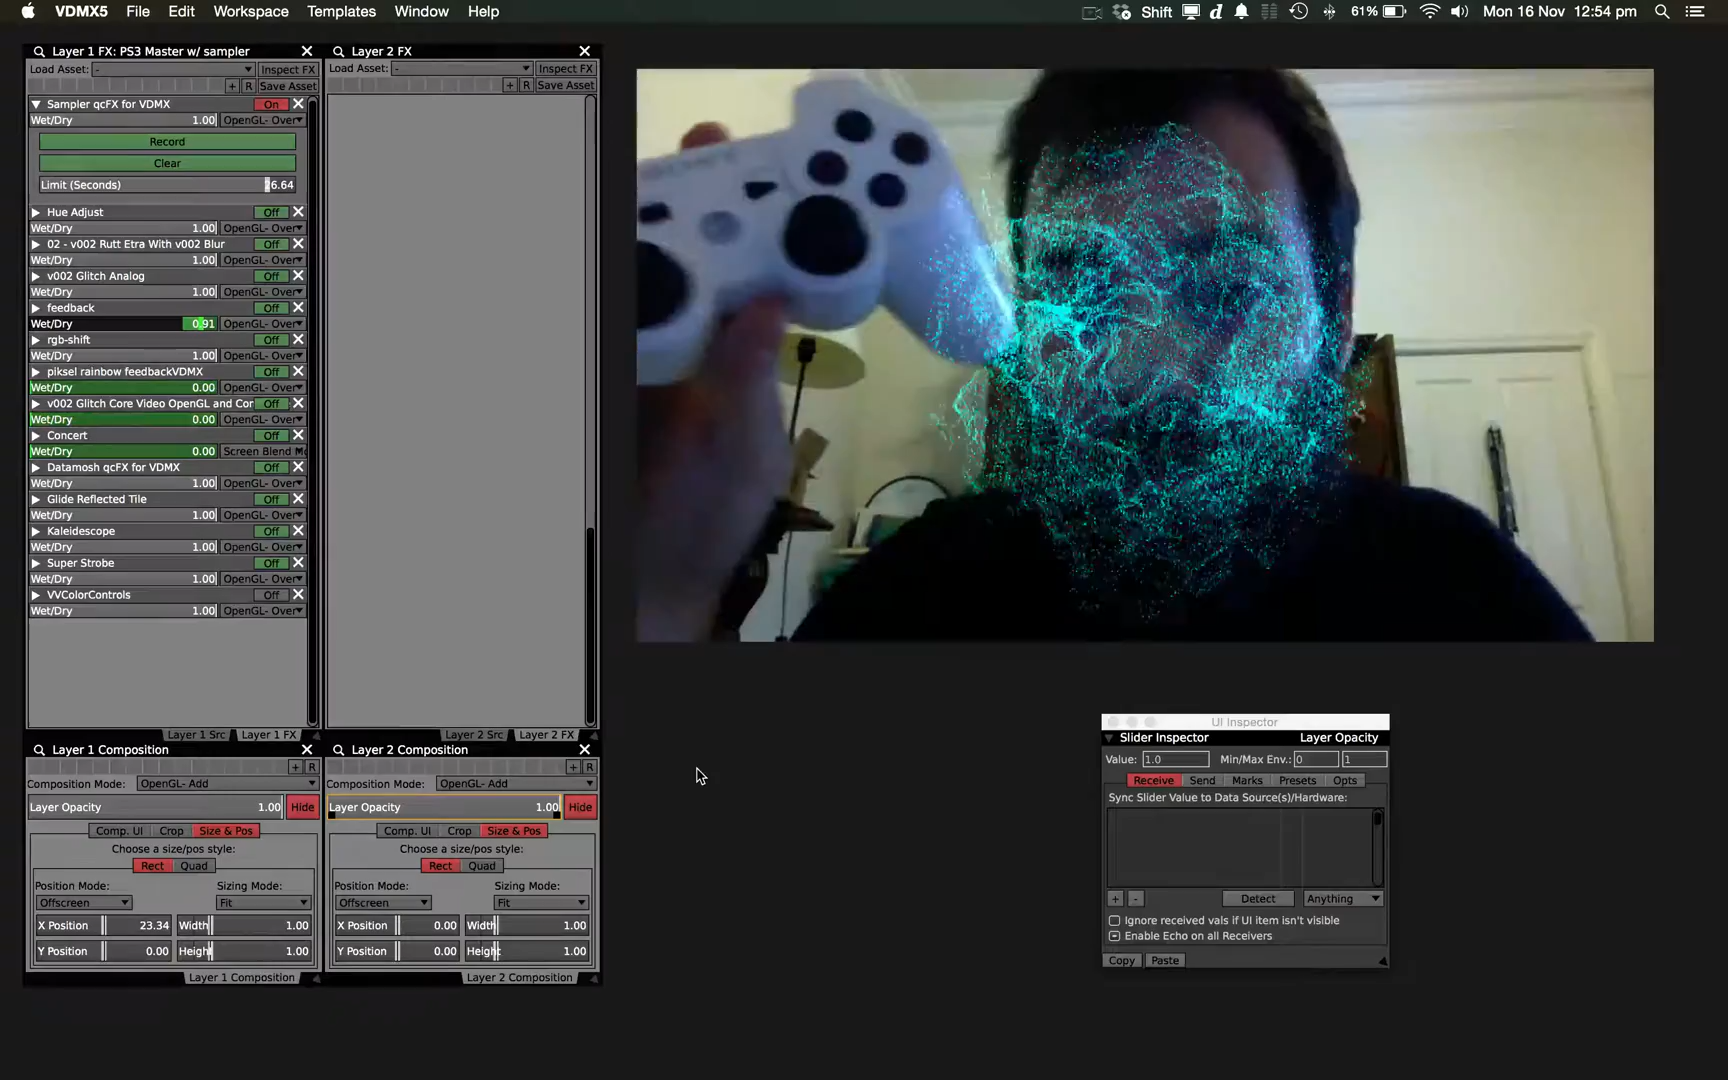 VDMX5 File Edit Workspace Templates Window Help Shift 61% Mon 16 Nov 12:54 pm
Layer 1 FX: PS3 Master w/ sampler
Load Asset: - Inspect FX
+ R Save Asset
Sampler qcFX for VDMX On
Wet/Dry 1.00 OpenGL- Over
Record
Clear
Limit (Seconds) 6.64
Hue Adjust Off
Wet/Dry 1.00 OpenGL- Over
02 - v002 Rutt Etra With v002 Blur Off
Wet/Dry 1.00 OpenGL- Over
v002 Glitch Analog Off
Wet/Dry 1.00 OpenGL- Over
feedback Off
Wet/Dry 0.91 OpenGL- Over
rgb-shift Off
Wet/Dry 1.00 OpenGL- Over
piksel rainbow feedbackVDMX Off
Wet/Dry 0.00 OpenGL- Over
v002 Glitch Core Video OpenGL and Cor Off
Wet/Dry 0.00 OpenGL- Over
Concert Off
Wet/Dry 0.00 Screen Blend Mo
Datamosh qcFX for VDMX Off
Wet/Dry 1.00 OpenGL- Over
Glide Reflected Tile Off
Wet/Dry 1.00 OpenGL- Over
Kaleidescope Off
Wet/Dry 1.00 OpenGL- Over
Super Strobe Off
Wet/Dry 1.00 OpenGL- Over
VVColorControls Off
Wet/Dry 1.00 OpenGL- Over
Layer 1 Src Layer 1 FX
Layer 2 FX
Load Asset: - Inspect FX
+ R Save Asset
Layer 2 Src Layer 2 FX
Layer 1 Composition
+ R
Composition Mode: OpenGL- Add
Layer Opacity 1.00 Hide
Comp. UI Crop Size & Pos
Choose a size/pos style:
Rect Quad
Position Mode: Sizing Mode:
Offscreen Fit
X Position 23.34 Width 1.00
Y Position 0.00 Height 1.00
Layer 1 Composition
Layer 2 Composition
+ R
Composition Mode: OpenGL- Add
Layer Opacity 1.00 Hide
Comp. UI Crop Size & Pos
Choose a size/pos style:
Rect Quad
Position Mode: Sizing Mode:
Offscreen Fit
X Position 0.00 Width 1.00
Y Position 0.00 Height 1.00
Layer 2 Composition
UI Inspector
Slider Inspector Layer Opacity
Value: 1.0 Min/Max Env.: 0 1
Receive Send Marks Presets Opts
Sync Slider Value to Data Source(s)/Hardware:
+ - Detect Anything
Ignore received vals if UI item isn't visible
Enable Echo on all Receivers
Copy Paste